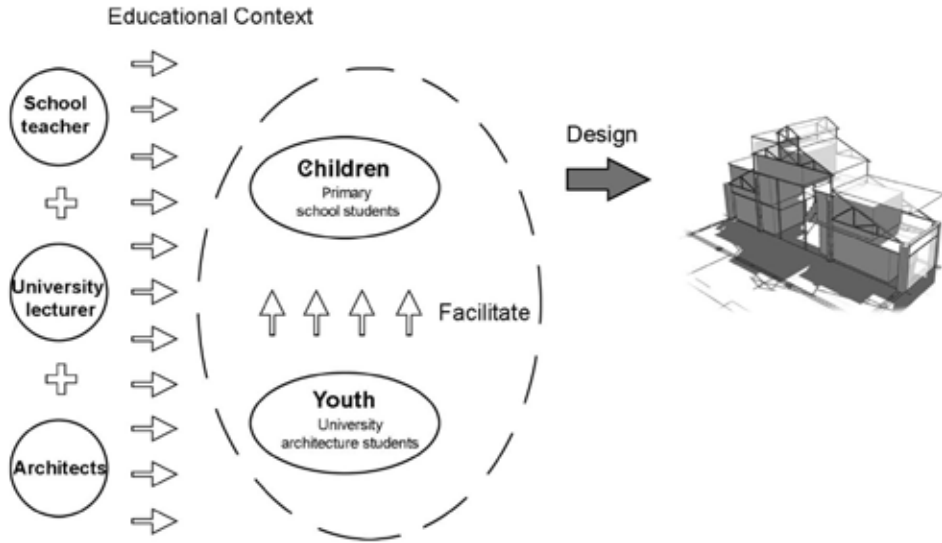 Educational Context
School
teacher
University
lecturer
Architects
Children
Primary
school students
Facilitate
Youth
University
architecture students
Design